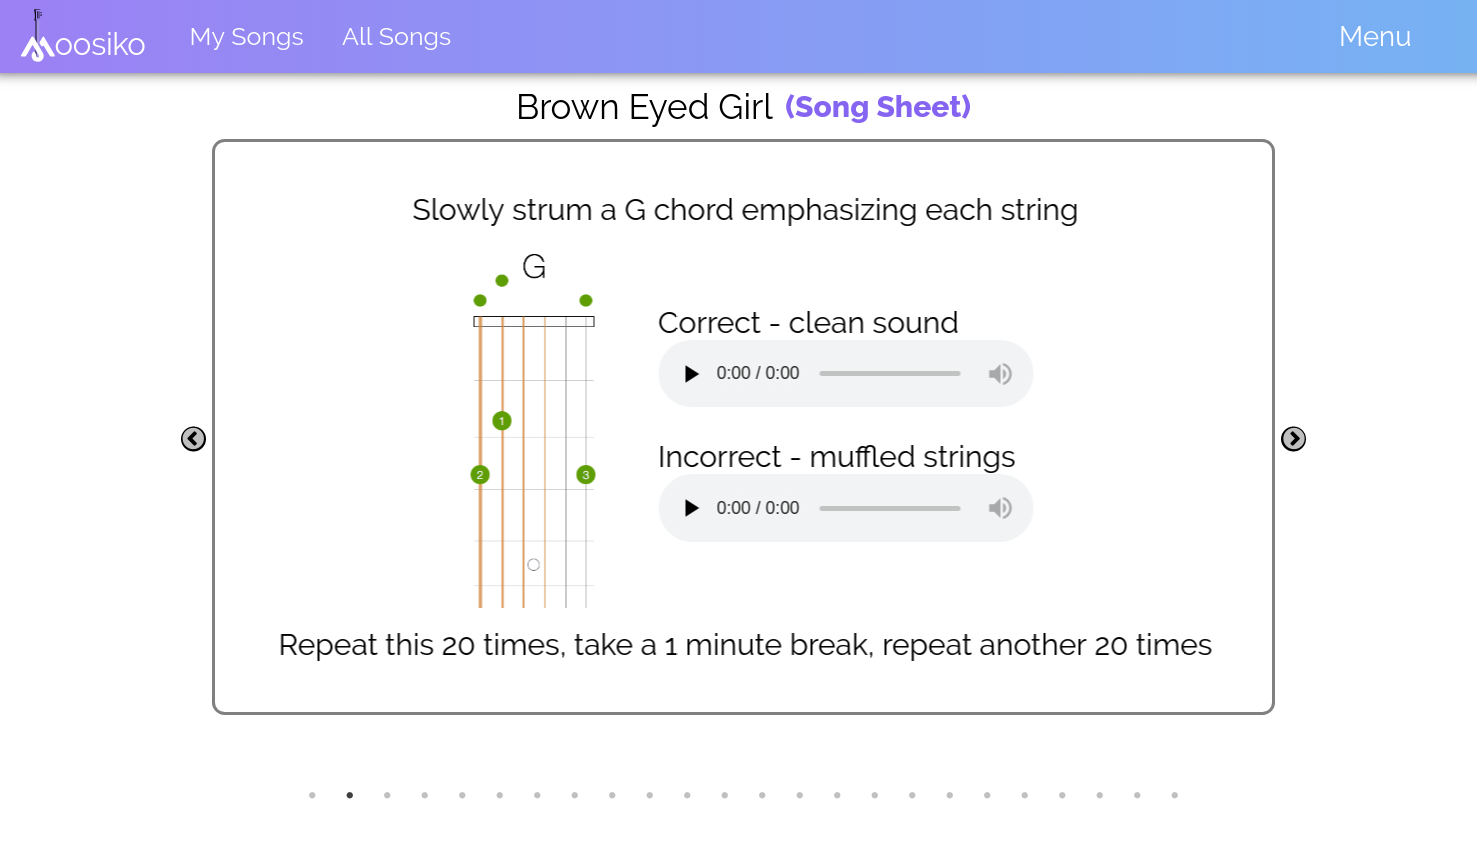 Moosiko My Songs All Songs Menu
Brown Eyed Girl (Song Sheet)
Slowly strum a G chord emphasizing each string
G
Correct - clean sound
0:00 / 0:00
1
Incorrect - muffled strings
2 3
0:00 / 0:00
Repeat this 20 times, take a 1 minute break, repeat another 20 times